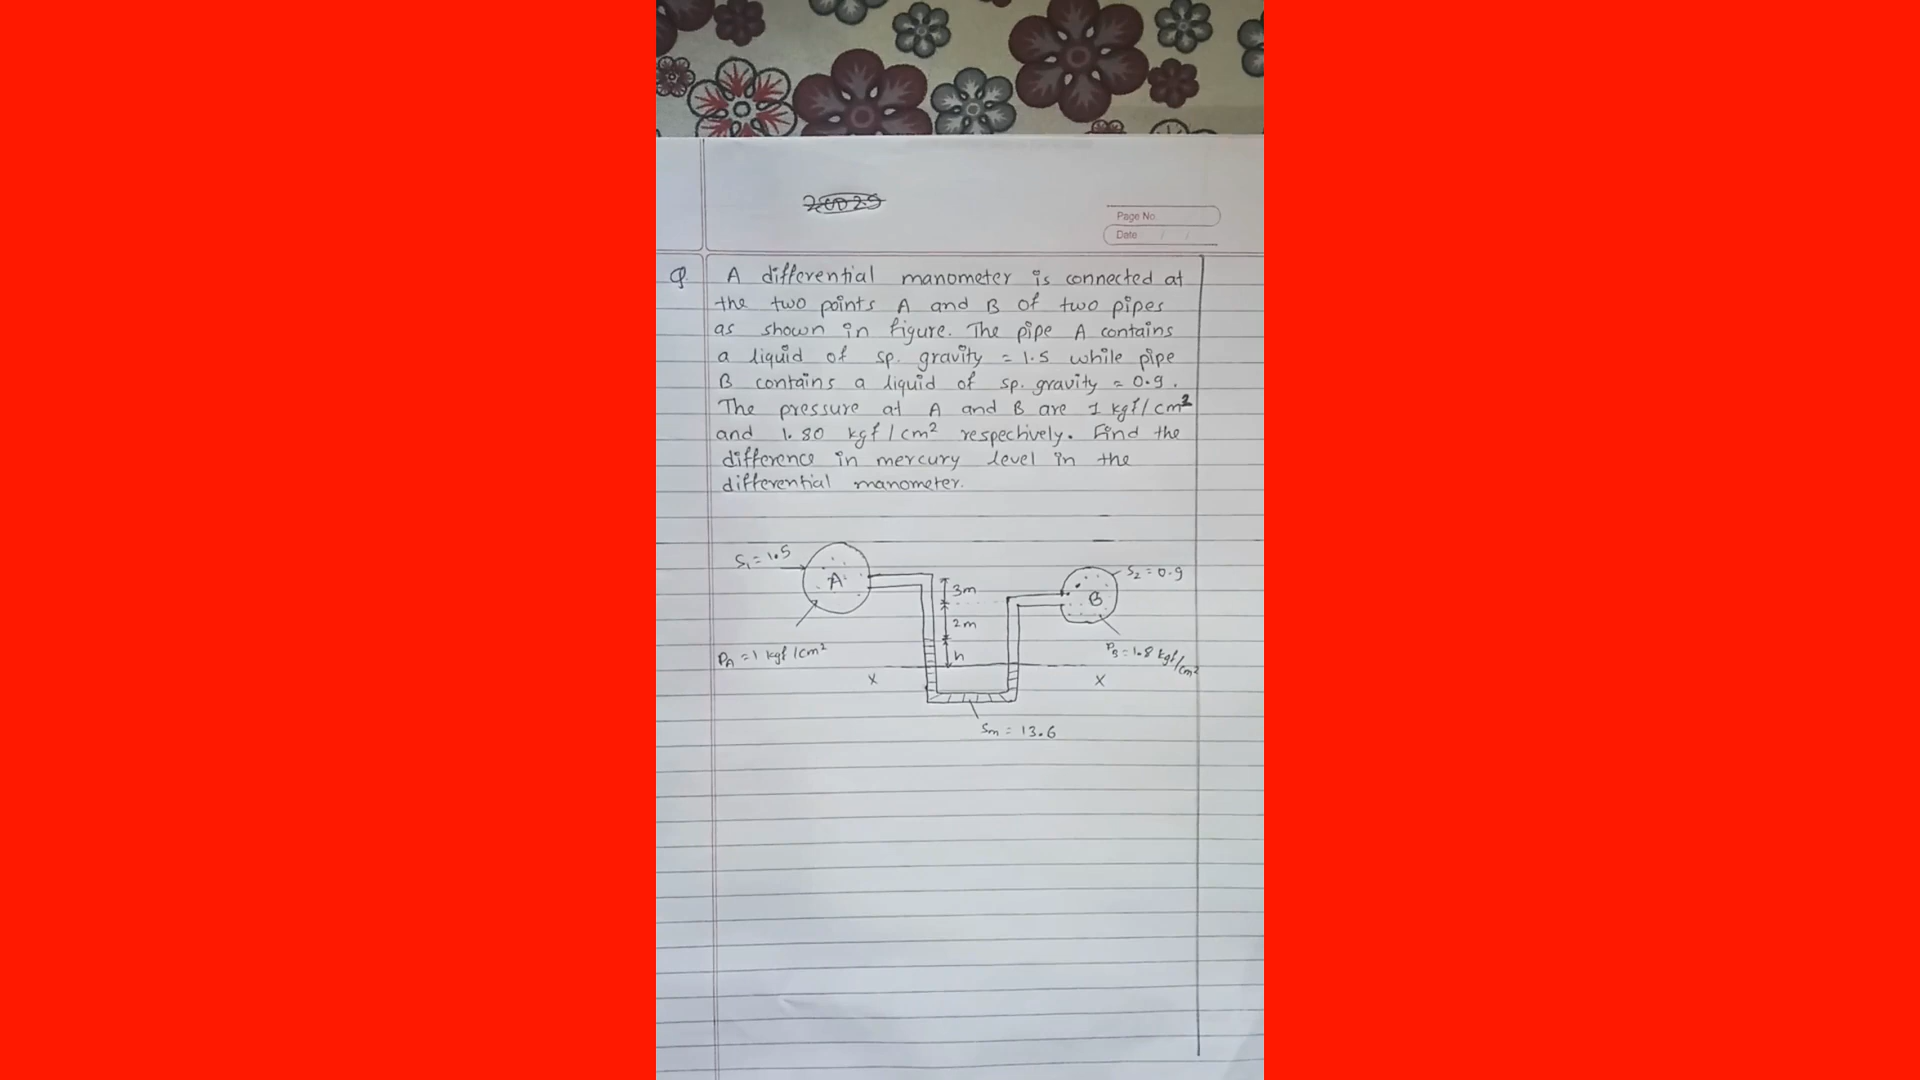 Page No.
Date / /
Q. A differential manometer is connected at
the two points A and B of two pipes
as shown in figure. The pipe A contains
a liquid of sp. gravity = 1.5 while pipe
B contains a liquid of sp. gravity = 0.9.
The pressure at A and B are 1 kgf/cm²
and 1.80 kgf/cm² respectively. Find the
difference in mercury level in the
differential manometer.
S₁ = 1.5
A
3m
S₂ = 0.9
B
2m
h
PA = 1 kgf/cm²
PB = 1.8 kgf/cm²
X
X
Sm = 13.6